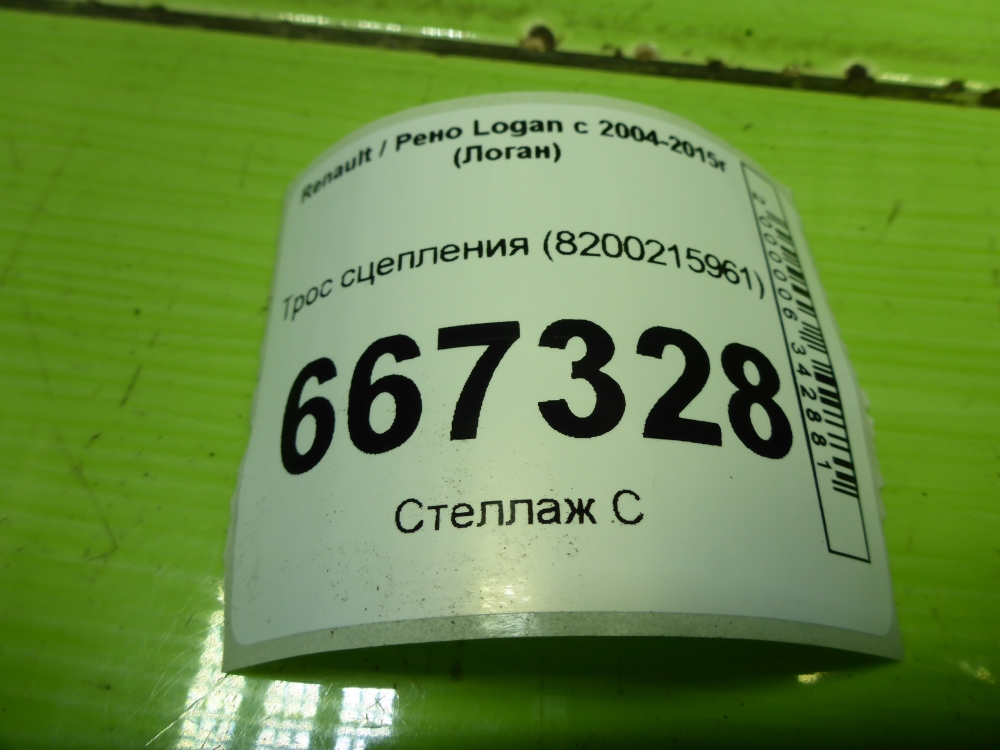 Renault / Рено Logan с 2004-2015г
(Логан)
Трос сцепления (8200215961)
667328
Стеллаж С
2000006342881